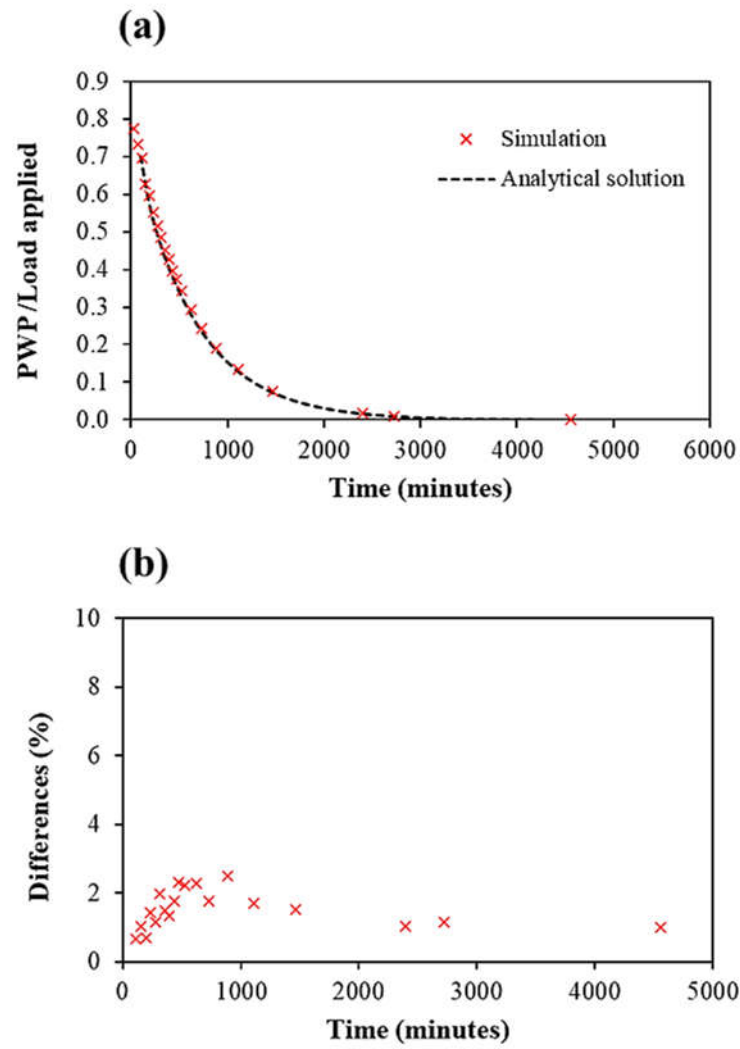 (a)
0.9
0.8
0.7
0.6
0.5
0.4
0.3
0.2
0.1
0.0
PWP/Load applied
Simulation
Analytical solution
0 1000 2000 3000 4000 5000 6000
Time (minutes)
(b)
10
8
6
4
2
0
Differences (%)
0 1000 2000 3000 4000 5000
Time (minutes)